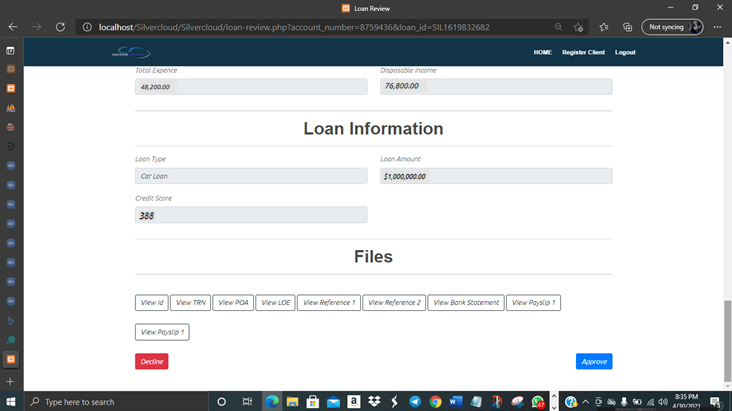 Loan Review
localhost/Silvercloud/Silvercloud/loan-review.php?account_number=8759436&loan_id=SIL1619832682
Not syncing
HOME Register Client Logout
Total Expence Disposable Income
48,200.00 76,800.00
Loan Information
Loan Type Loan Amount
Car Loan $1,000,000.00
Credit Score
388
Files
View Id View TRN View POA View LOE View Reference 1 View Reference 2 View Bank Statement View Payslip 1
View Payslip 1
Decline Approve
Type here to search
8:35 PM
4/30/2021